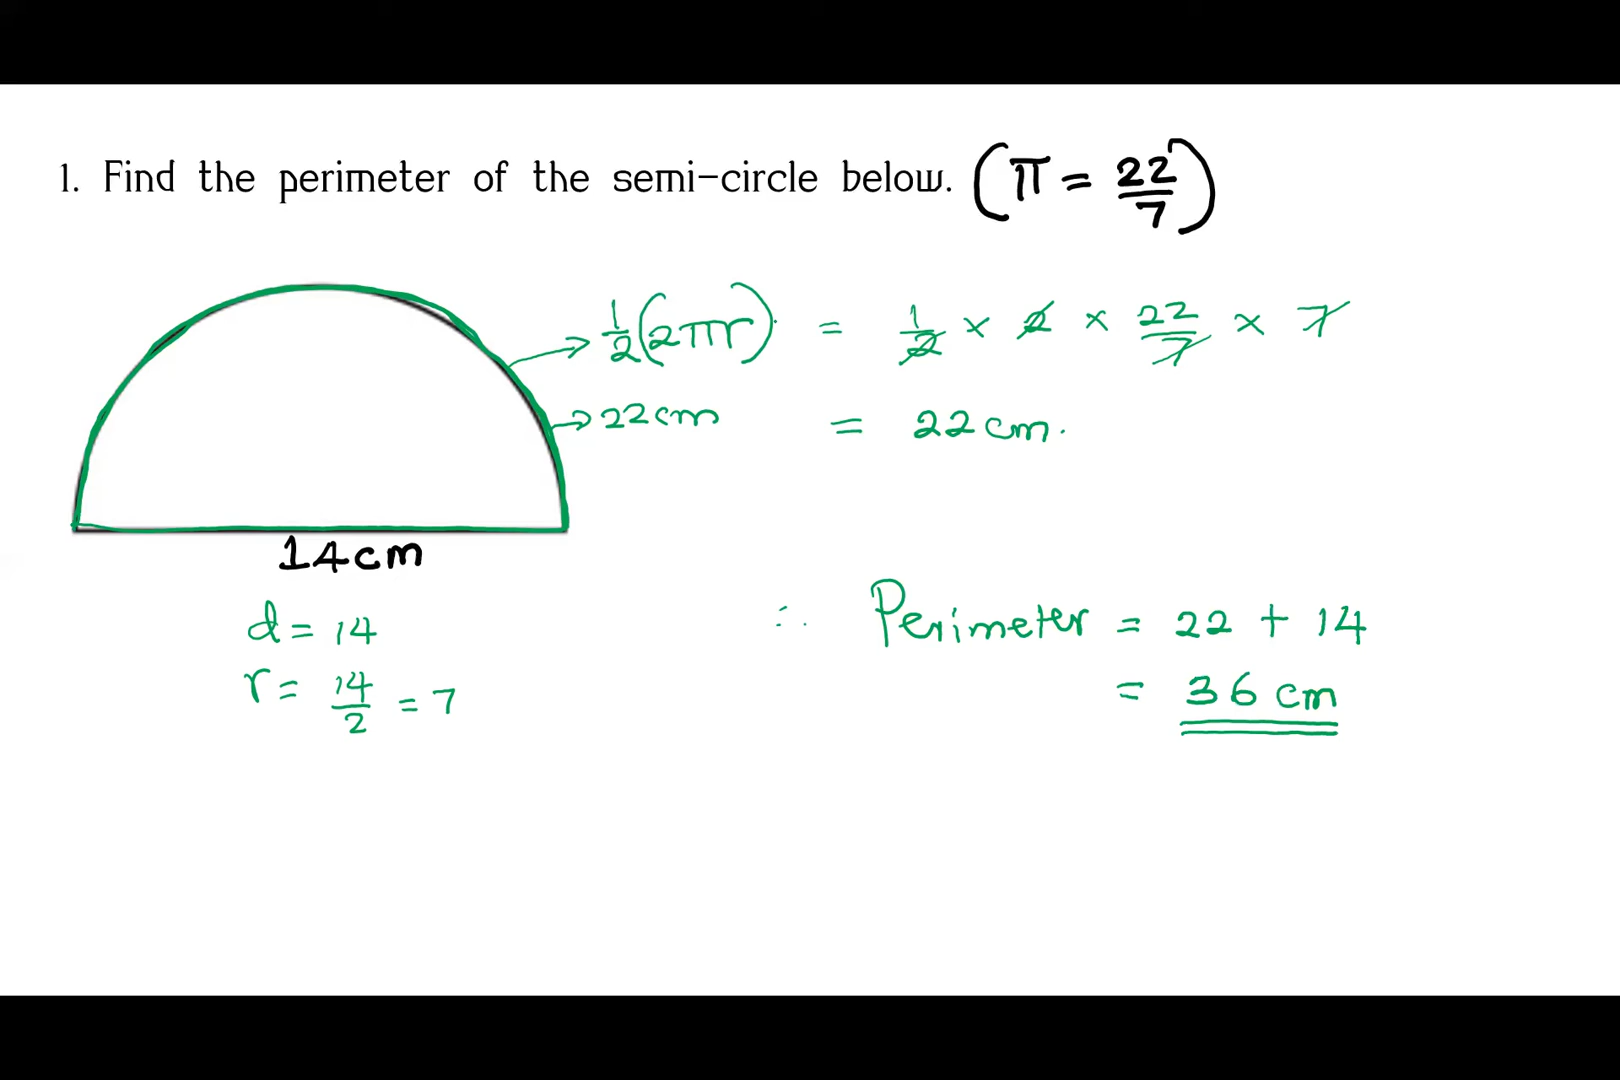 1. Find the perimeter of the semi-circle below. (π = 22/7)
1/2(2πr) = 1/2 × 2 × 22/7 × 7
22cm = 22cm.
14cm
d = 14
r = 14/2 = 7
∴ Perimeter = 22 + 14
= 36 cm